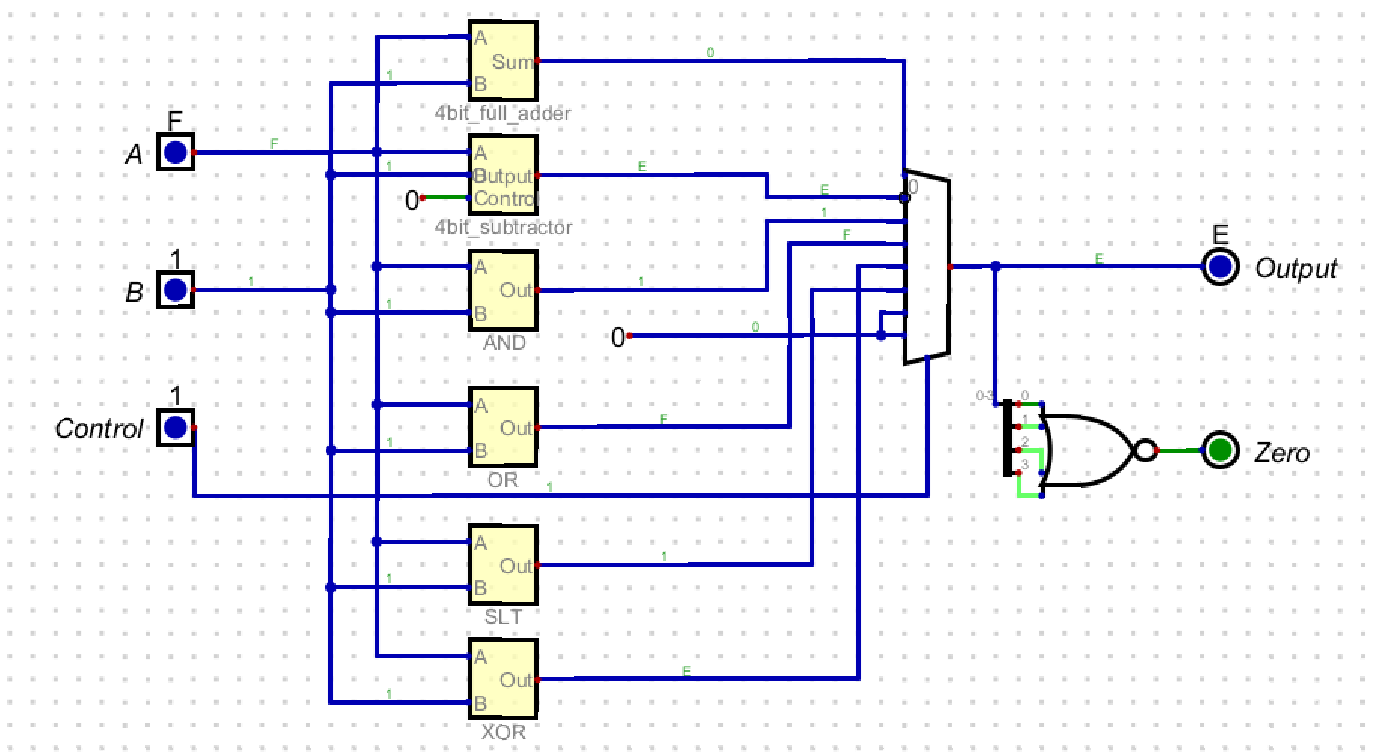 A
Sum
B
4bit_full_adder
0
1
F
A
F
A
Output
B
Control
4bit_subtractor
1
0
E
E
0
1
F
1
B
1
A
Out
B
AND
1
1
0
0
E
E
Output
1
Control
A
Out
B
OR
1
F
1
0-3
0
1
2
3
Zero
A
Out
B
SLT
1
1
A
Out
B
XOR
1
E